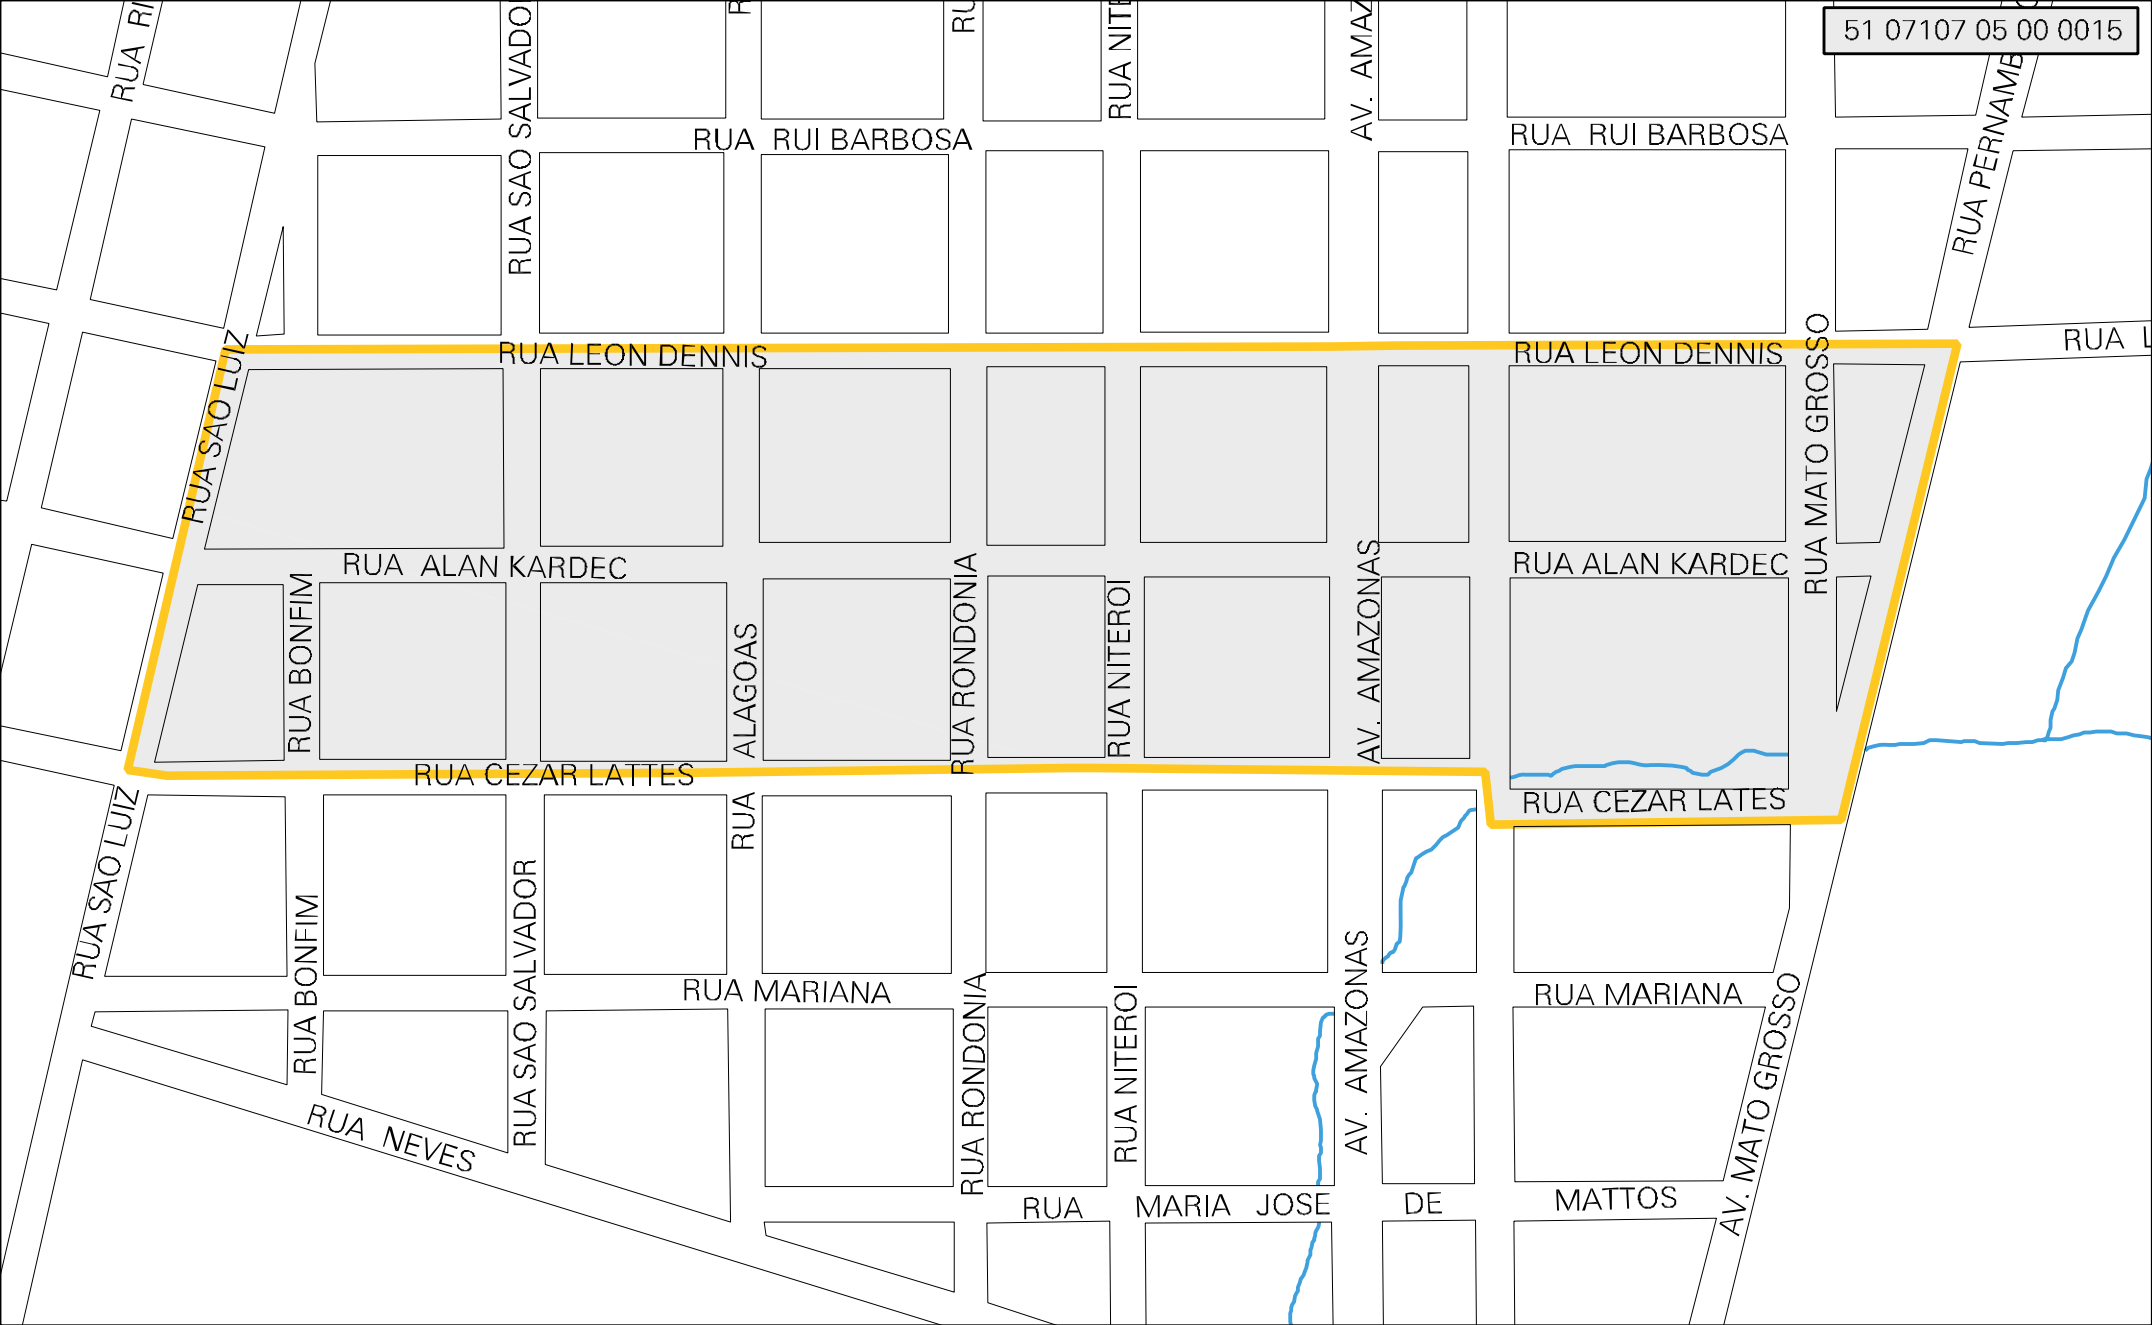 51 07107 05 00 0015
RUA SAO SALVADOR
RUA RUI BARBOSA
RUA RUI BARBOSA
RUA LEON DENNIS
RUA LEON DENNIS
RUA SAO LUIZ
RUA MATO GROSSO
RUA ALAN KARDEC
RUA ALAN KARDEC
RUA BONFIM
RUA ALAGOAS
RUA RONDONIA
RUA NITEROI
AV. AMAZONAS
RUA CEZAR LATTES
RUA CEZAR LATES
RUA SAO LUIZ
RUA BONFIM
RUA SAO SALVADOR
RUA MARIANA
RUA MARIANA
RUA RONDONIA
RUA NITEROI
AV. AMAZONAS
AV. MATO GROSSO
RUA NEVES
RUA MARIA JOSE DE MATTOS